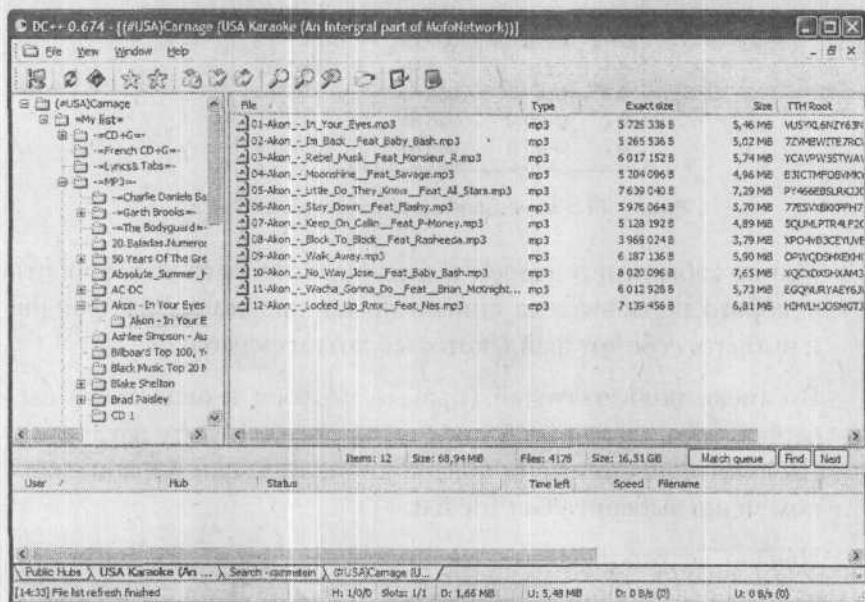 DC++ 0.674 - [(#USA)Carnage (USA Karaoke (An Intergral part of MofoNetwork))]
File View Window Help
(#USA)Carnage
=My list=
-=CD+G=-
-=French CD+G=-
-=Lyrics& Tabs=-
-=MP3=-
-=Charlie Daniels Ba
-=Garth Brooks=-
-=The Bodyguard=-
20.Baladas.Numeros
50 Years Of The Gre
Absolute_Summer_H
AC-DC
Akon - In Your Eyes
Akon - In Your E
Ashlee Simpson - Au
Billboard Top 100, Y-
Black Music Top 20 N
Blake Shelton
Brad Paisley
CD 1
File Type Exact size Size TTH Root
01-Akon_-_In_Your_Eyes.mp3 mp3 5 726 336 B 5,46 MiB
02-Akon_-_Im_Back__Feat_Baby_Bash.mp3 mp3 5 265 536 B 5,02 MiB
03-Akon_-_Rebel_Musik__Feat_Monsieur_R.mp3 mp3 6 017 152 B 5,74 MiB
04-Akon_-_Moonshine__Feat_Savage.mp3 mp3 5 204 096 B 4,96 MiB
05-Akon_-_Little_Do_They_Know__Feat_All_Stars.mp3 mp3 7 639 040 B 7,29 MiB
06-Akon_-_Stay_Down__Feat_Flashy.mp3 mp3 5 976 064 B 5,70 MiB
07-Akon_-_Keep_On_Callin__Feat_P-Money.mp3 mp3 5 128 192 B 4,89 MiB
08-Akon_-_Block_To_Block__Feat_Rasheeda.mp3 mp3 3 969 024 B 3,79 MiB
09-Akon_-_Walk_Away.mp3 mp3 6 187 136 B 5,90 MiB
10-Akon_-_No_Way_Jose__Feat_Baby_Bash.mp3 mp3 8 020 096 B 7,65 MiB
11-Akon_-_Wacha_Gonna_Do__Feat__Brian_McKnight... mp3 6 012 928 B 5,73 MiB
12-Akon_-_Locked_Up_Rmx__Feat_Nas.mp3 mp3 7 139 456 B 6,81 MiB
Items: 12 Size: 68,94 MiB Files: 4178 Size: 16,51 GiB Match queue Find Next
User Hub Status Time left Speed Filename
Public Hubs USA Karaoke (An ... Search - rammstein (#USA)Carnage (U...
[14:33] File list refresh finished H: 1/0/0 Slots: 1/1 D: 1,66 MiB U: 5,48 MiB D: 0 B/s (0) U: 0 B/s (0)